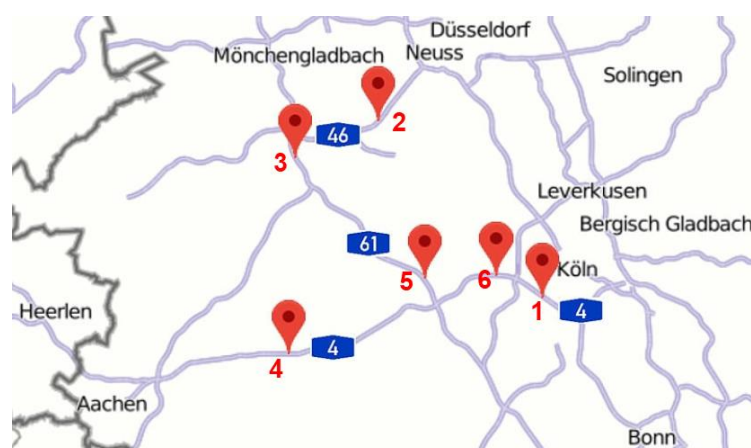 Düsseldorf
Mönchengladbach
Neuss
Solingen
2
46
3
Leverkusen
Bergisch Gladbach
61
5
6
Köln
1
4
Heerlen
4
4
Aachen
Bonn